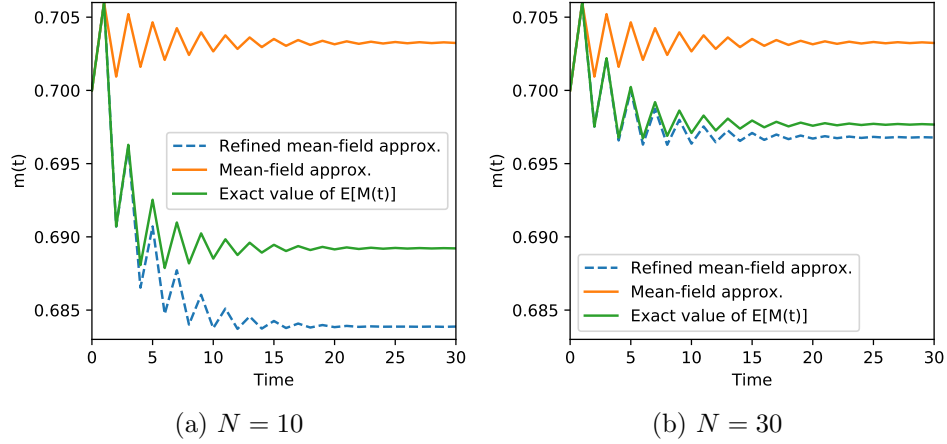 0.705
0.700
0.695
0.690
0.685
m(t)
Refined mean-field approx.
Mean-field approx.
Exact value of E[M(t)]
0 5 10 15 20 25 30
Time
(a) N = 10
0.705
0.700
0.695
0.690
0.685
m(t)
Refined mean-field approx.
Mean-field approx.
Exact value of E[M(t)]
0 5 10 15 20 25 30
Time
(b) N = 30